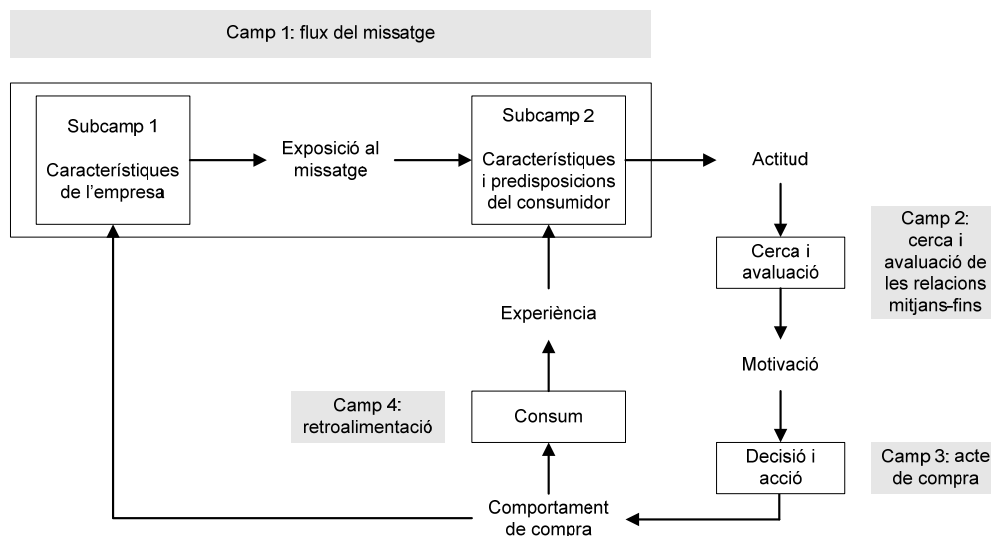 Camp 1: flux del missatge
Subcamp 1
Característiques
de l'empresa
Exposició al
missatge
Subcamp 2
Característiques
i predisposicions
del consumidor
Actitud
Cerca i
avaluació
Camp 2:
cerca i
avaluació de
les relacions
mitjans-fins
Experiència
Motivació
Camp 4:
retroalimentació
Consum
Decisió i
acció
Camp 3: acte
de compra
Comportament
de compra